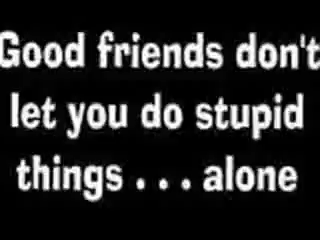 Good friends don't
let you do stupid
things . . . alone